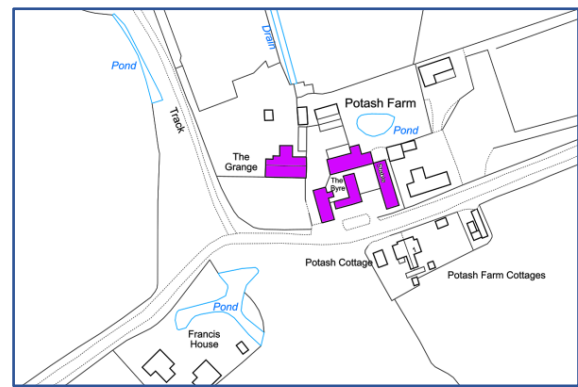 Drain
Pond
Track
Potash Farm
Pond
The
Grange
The
Byre
Potash Cottage
Potash Farm Cottages
Pond
Francis
House